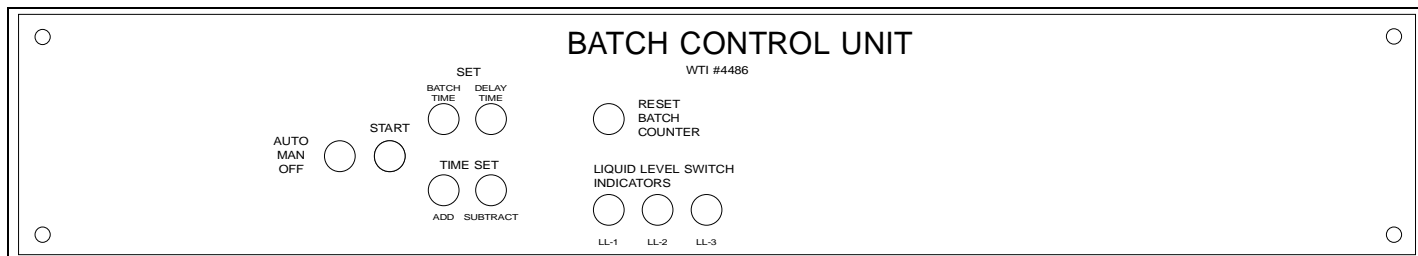 BATCH CONTROL UNIT
WTI #4486
SET
BATCH TIME
DELAY TIME
START
AUTO
MAN
OFF
TIME SET
ADD
SUBTRACT
RESET
BATCH
COUNTER
LIQUID LEVEL SWITCH
INDICATORS
LL-1
LL-2
LL-3